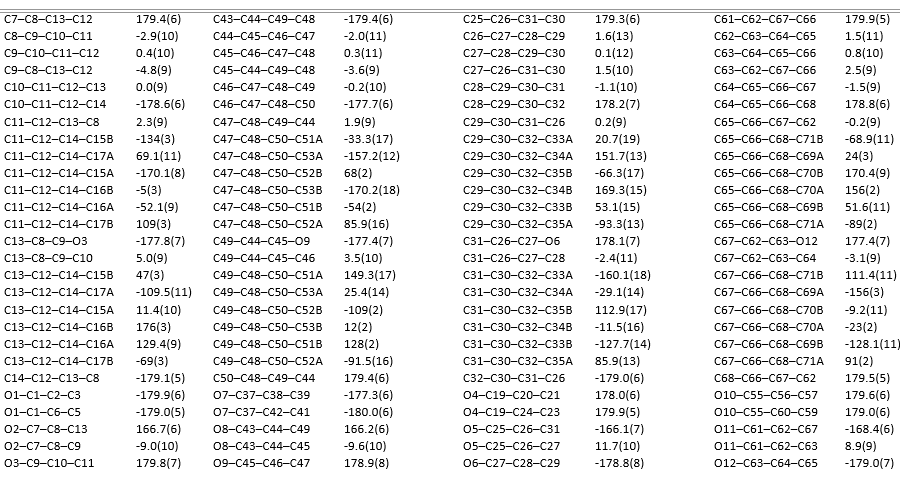 C7–C8–C13–C12 179.4(6) C43–C44–C49–C48 -179.4(6) C25–C26–C31–C30 179.3(6) C61–C62–C67–C66 179.9(5)
C8–C9–C10–C11 -2.9(10) C44–C45–C46–C47 -2.0(11) C26–C27–C28–C29 1.6(13) C62–C63–C64–C65 1.5(11)
C9–C10–C11–C12 0.4(10) C45–C46–C47–C48 0.3(11) C27–C28–C29–C30 0.1(12) C63–C64–C65–C66 0.8(10)
C9–C8–C13–C12 -4.8(9) C45–C44–C49–C48 -3.6(9) C27–C26–C31–C30 1.5(10) C63–C62–C67–C66 2.5(9)
C10–C11–C12–C13 0.0(9) C46–C47–C48–C49 -0.2(10) C28–C29–C30–C31 -1.1(10) C64–C65–C66–C67 -1.5(9)
C10–C11–C12–C14 -178.6(6) C46–C47–C48–C50 -177.7(6) C28–C29–C30–C32 178.2(7) C64–C65–C66–C68 178.8(6)
C11–C12–C13–C8 2.3(9) C47–C48–C49–C44 1.9(9) C29–C30–C31–C26 0.2(9) C65–C66–C67–C62 -0.2(9)
C11–C12–C14–C15B -134(3) C47–C48–C50–C51A -33.3(17) C29–C30–C32–C33A 20.7(19) C65–C66–C68–C71B -68.9(11)
C11–C12–C14–C17A 69.1(11) C47–C48–C50–C53A -157.2(12) C29–C30–C32–C34A 151.7(13) C65–C66–C68–C69A 24(3)
C11–C12–C14–C15A -170.1(8) C47–C48–C50–C52B 68(2) C29–C30–C32–C35B -66.3(17) C65–C66–C68–C70B 170.4(9)
C11–C12–C14–C16B -5(3) C47–C48–C50–C53B -170.2(18) C29–C30–C32–C34B 169.3(15) C65–C66–C68–C70A 156(2)
C11–C12–C14–C16A -52.1(9) C47–C48–C50–C51B -54(2) C29–C30–C32–C33B 53.1(15) C65–C66–C68–C69B 51.6(11)
C11–C12–C14–C17B 109(3) C47–C48–C50–C52A 85.9(16) C29–C30–C32–C35A -93.3(13) C65–C66–C68–C71A -89(2)
C13–C8–C9–O3 -177.8(7) C49–C44–C45–O9 -177.4(7) C31–C26–C27–O6 178.1(7) C67–C62–C63–O12 177.4(7)
C13–C8–C9–C10 5.0(9) C49–C44–C45–C46 3.5(10) C31–C26–C27–C28 -2.4(11) C67–C62–C63–C64 -3.1(9)
C13–C12–C14–C15B 47(3) C49–C48–C50–C51A 149.3(17) C31–C30–C32–C33A -160.1(18) C67–C66–C68–C71B 111.4(11)
C13–C12–C14–C17A -109.5(11) C49–C48–C50–C53A 25.4(14) C31–C30–C32–C34A -29.1(14) C67–C66–C68–C69A -156(3)
C13–C12–C14–C15A 11.4(10) C49–C48–C50–C52B -109(2) C31–C30–C32–C35B 112.9(17) C67–C66–C68–C70B -9.2(11)
C13–C12–C14–C16B 176(3) C49–C48–C50–C53B 12(2) C31–C30–C32–C34B -11.5(16) C67–C66–C68–C70A -23(2)
C13–C12–C14–C16A 129.4(9) C49–C48–C50–C51B 128(2) C31–C30–C32–C33B -127.7(14) C67–C66–C68–C69B -128.1(11)
C13–C12–C14–C17B -69(3) C49–C48–C50–C52A -91.5(16) C31–C30–C32–C35A 85.9(13) C67–C66–C68–C71A 91(2)
C14–C12–C13–C8 -179.1(5) C50–C48–C49–C44 179.4(6) C32–C30–C31–C26 -179.0(6) C68–C66–C67–C62 179.5(5)
O1–C1–C2–C3 -179.9(6) O7–C37–C38–C39 -177.3(6) O4–C19–C20–C21 178.0(6) O10–C55–C56–C57 179.6(6)
O1–C1–C6–C5 -179.0(5) O7–C37–C42–C41 -180.0(6) O4–C19–C24–C23 179.9(5) O10–C55–C60–C59 179.0(6)
O2–C7–C8–C13 166.7(6) O8–C43–C44–C49 166.2(6) O5–C25–C26–C31 -166.1(7) O11–C61–C62–C67 -168.4(6)
O2–C7–C8–C9 -9.0(10) O8–C43–C44–C45 -9.6(10) O5–C25–C26–C27 11.7(10) O11–C61–C62–C63 8.9(9)
O3–C9–C10–C11 179.8(7) O9–C45–C46–C47 178.9(8) O6–C27–C28–C29 -178.8(8) O12–C63–C64–C65 -179.0(7)